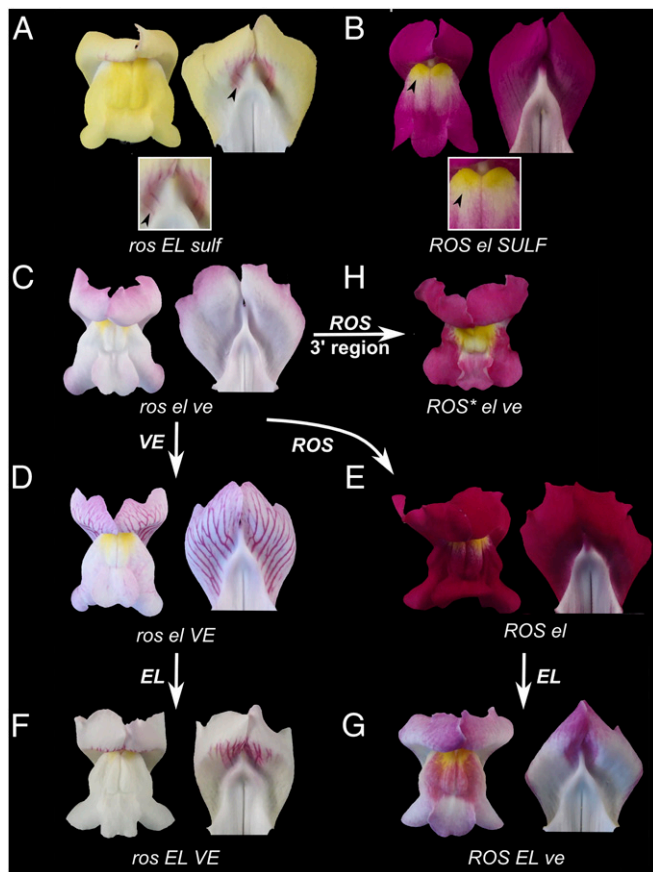 A
B
ros EL sulf
ROS el SULF
C
H
ROS
3' region
ros el ve
ROS* el ve
VE
ROS
D
E
ros el VE
ROS el
EL
EL
F
G
ros EL VE
ROS EL ve